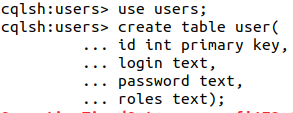 cqlsh:users> use users;
cqlsh:users> create table user(
... id int primary key,
... login text,
... password text,
... roles text);